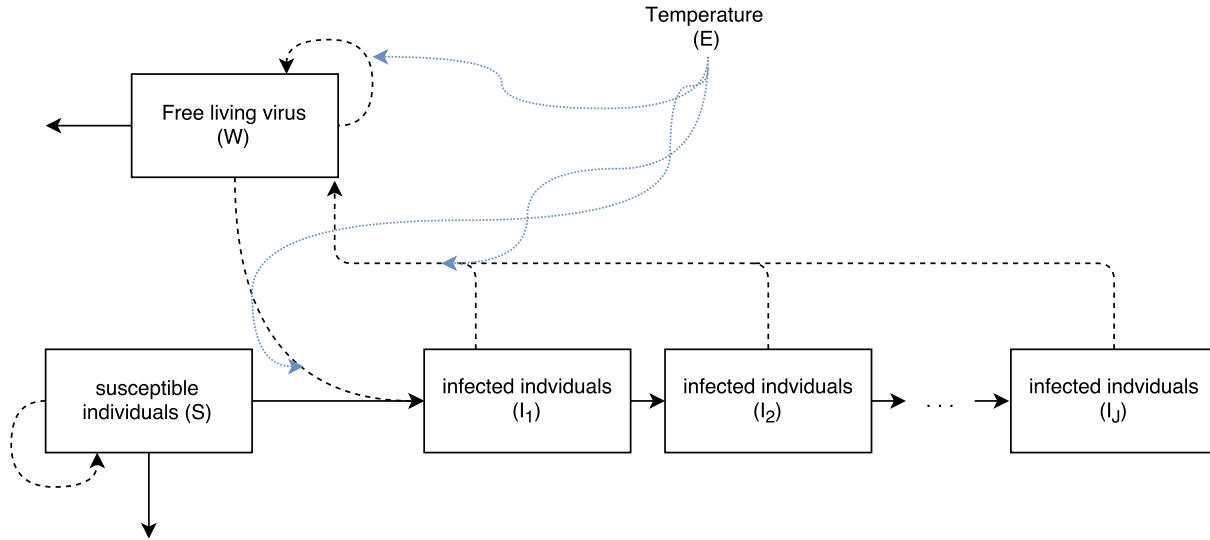 Temperature
(E)
Free living virus
(W)
susceptible
individuals (S)
infected indviduals
(I1)
infected indviduals
(I2)
. . .
infected indviduals
(IJ)